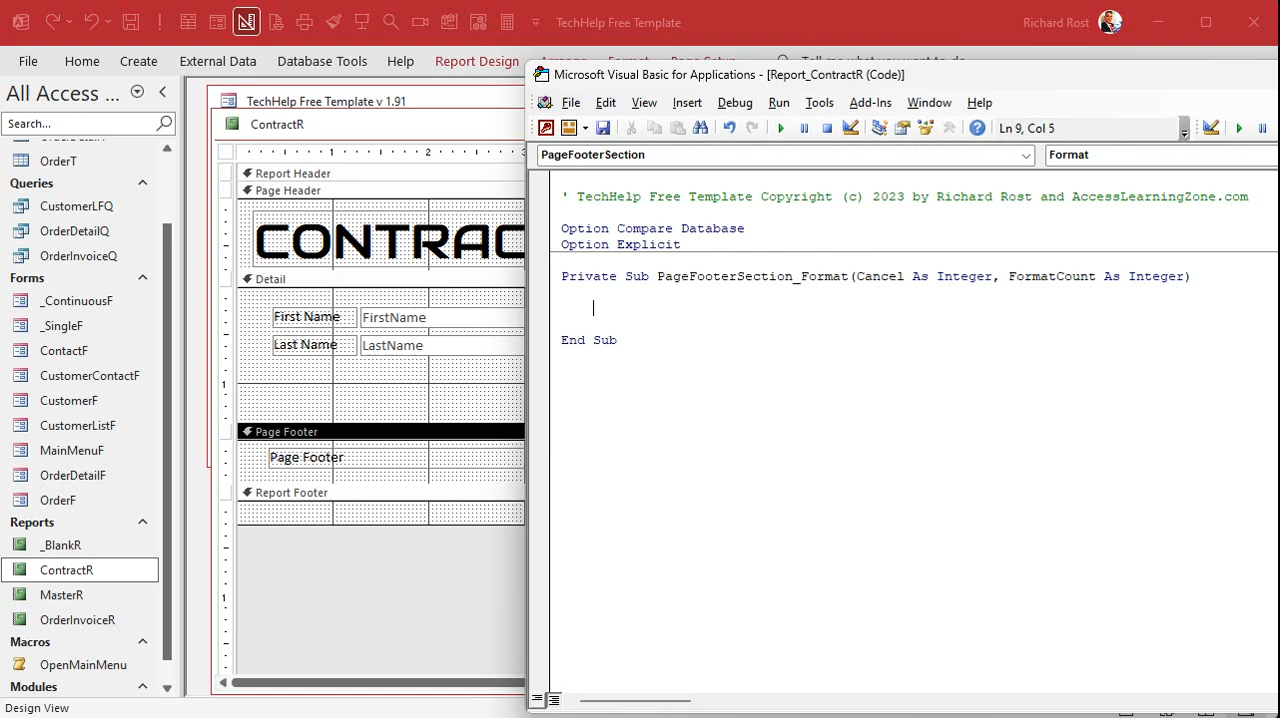 TechHelp Free Template
Richard Rost
File Home Create External Data Database Tools Help Report Design
All Access ...
Search...
OrderT
Queries
CustomerLFQ
OrderDetailQ
OrderInvoiceQ
Forms
_ContinuousF
_SingleF
ContactF
CustomerContactF
CustomerF
CustomerListF
MainMenuF
OrderDetailF
OrderF
Reports
_BlankR
ContractR
MasterR
OrderInvoiceR
Macros
OpenMainMenu
Modules
Design View
TechHelp Free Template v 1.91
ContractR
1 2
Report Header
Page Header
CONTRAC
Detail
First Name FirstName
Last Name LastName
1
Page Footer
Page Footer
Report Footer
1
Microsoft Visual Basic for Applications - [Report_ContractR (Code)]
File Edit View Insert Debug Run Tools Add-Ins Window Help
Ln 9, Col 5
PageFooterSection Format
' TechHelp Free Template Copyright (c) 2023 by Richard Rost and AccessLearningZone.com
Option Compare Database
Option Explicit
Private Sub PageFooterSection_Format(Cancel As Integer, FormatCount As Integer)
End Sub